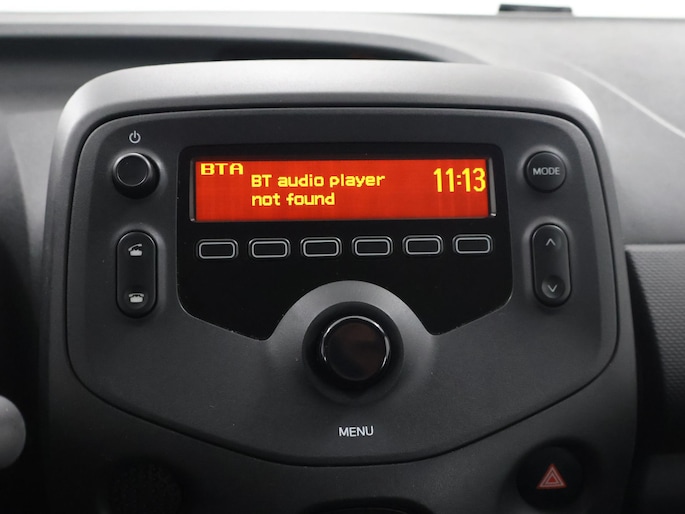 BTA
BT audio player
not found
11:13
MODE
MENU